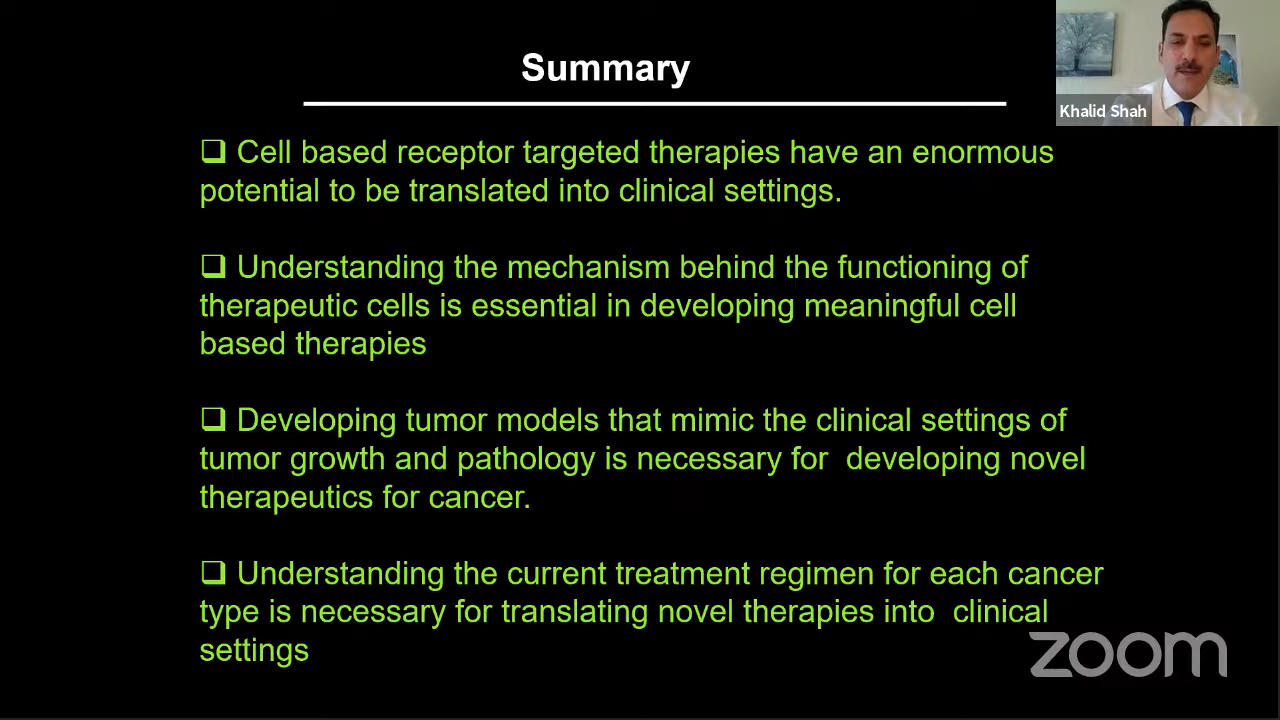 Summary
Khalid Shah
❑ Cell based receptor targeted therapies have an enormous
potential to be translated into clinical settings.
❑ Understanding the mechanism behind the functioning of
therapeutic cells is essential in developing meaningful cell
based therapies
❑ Developing tumor models that mimic the clinical settings of
tumor growth and pathology is necessary for  developing novel
therapeutics for cancer.
❑ Understanding the current treatment regimen for each cancer
type is necessary for translating novel therapies into  clinical
settings
zoom